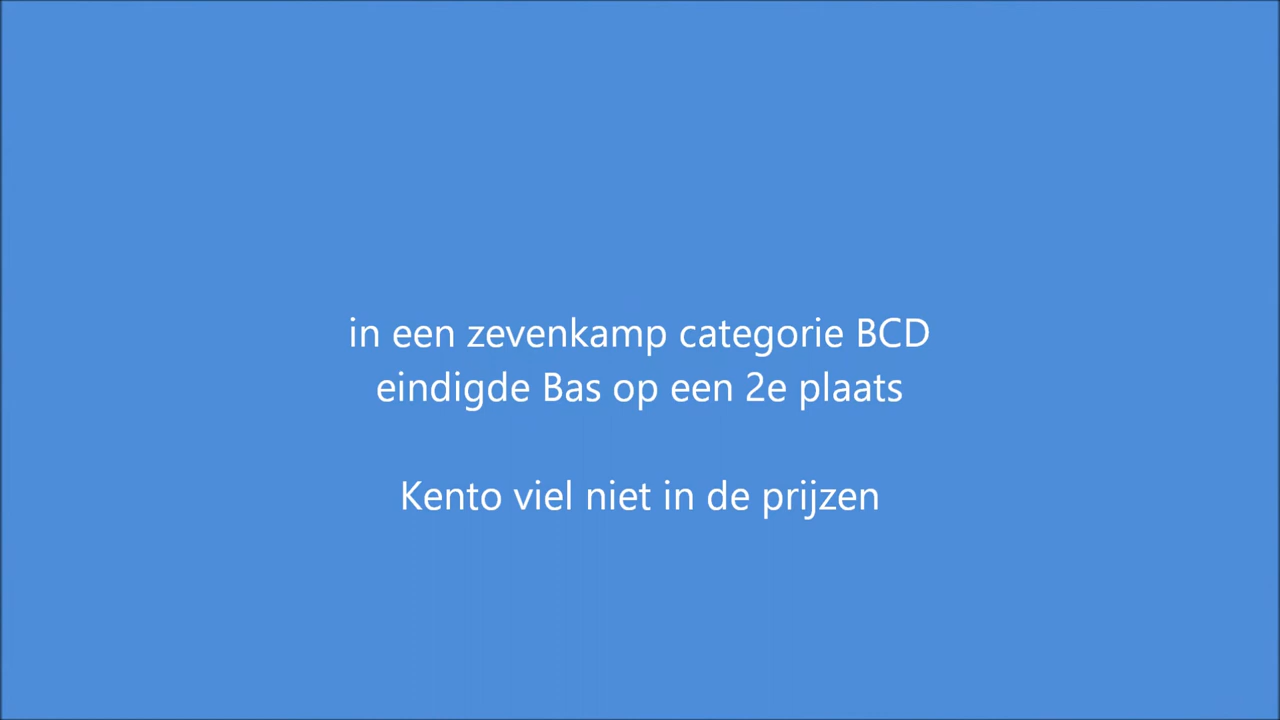 in een zevenkamp categorie BCD
eindigde Bas op een 2e plaats
Kento viel niet in de prijzen